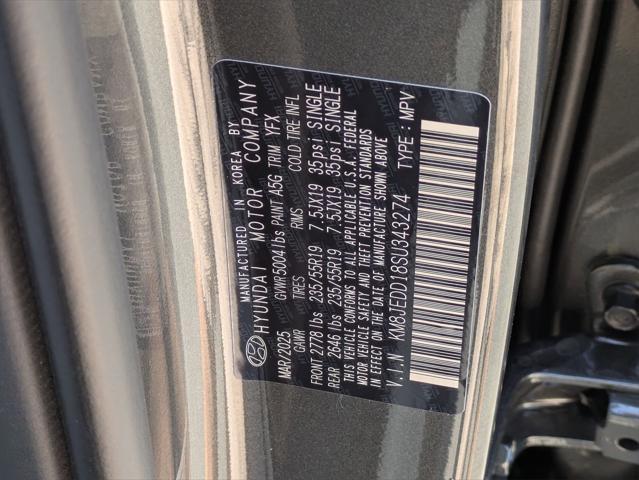 MANUFACTURED IN KOREA BY
HYUNDAI MOTOR COMPANY
MAR/2025 GVWR 5004 lbs PAINT A5G TRIM YFX
GAWR TIRES RIMS COLD TIRE INFL
FRONT 2778 lbs 235/55R19 7.5JX19 35psi SINGLE
REAR 2646 lbs 235/55R19 7.5JX19 35psi SINGLE
THIS VEHICLE CONFORMS TO ALL APPLICABLE U.S.A. FEDERAL
MOTOR VEHICLE SAFETY AND THEFT PREVENTION STANDARDS
IN EFFECT ON THE DATE OF MANUFACTURE SHOWN ABOVE.
V.I.N KM8JEDD18SU343274 TYPE : MPV